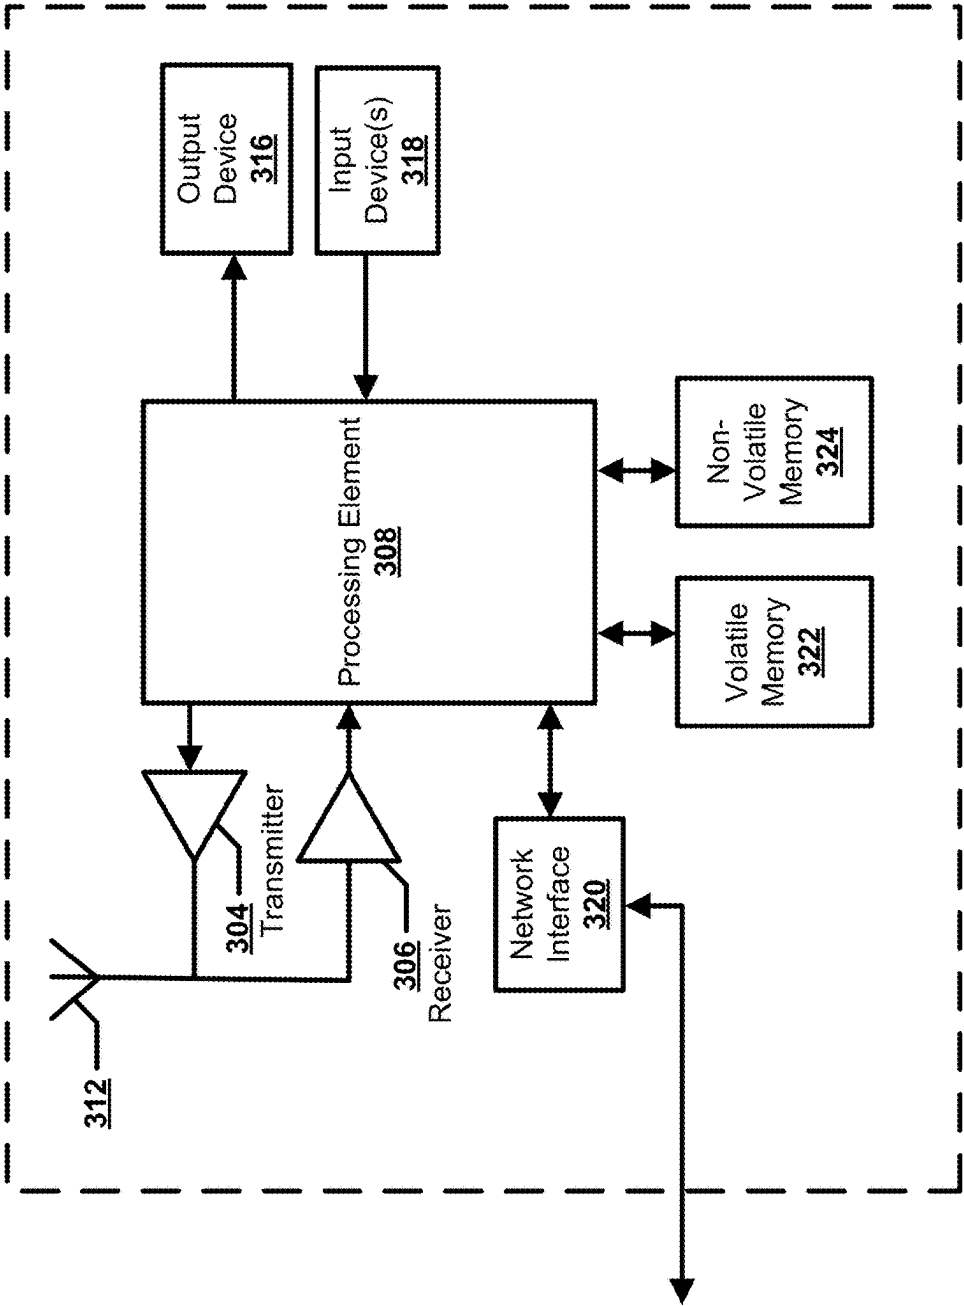 312
304
Transmitter
306
Receiver
Network
Interface
320
Processing Element
308
Volatile
Memory
322
Non-
Volatile
Memory
324
Output
Device
316
Input
Device(s)
318